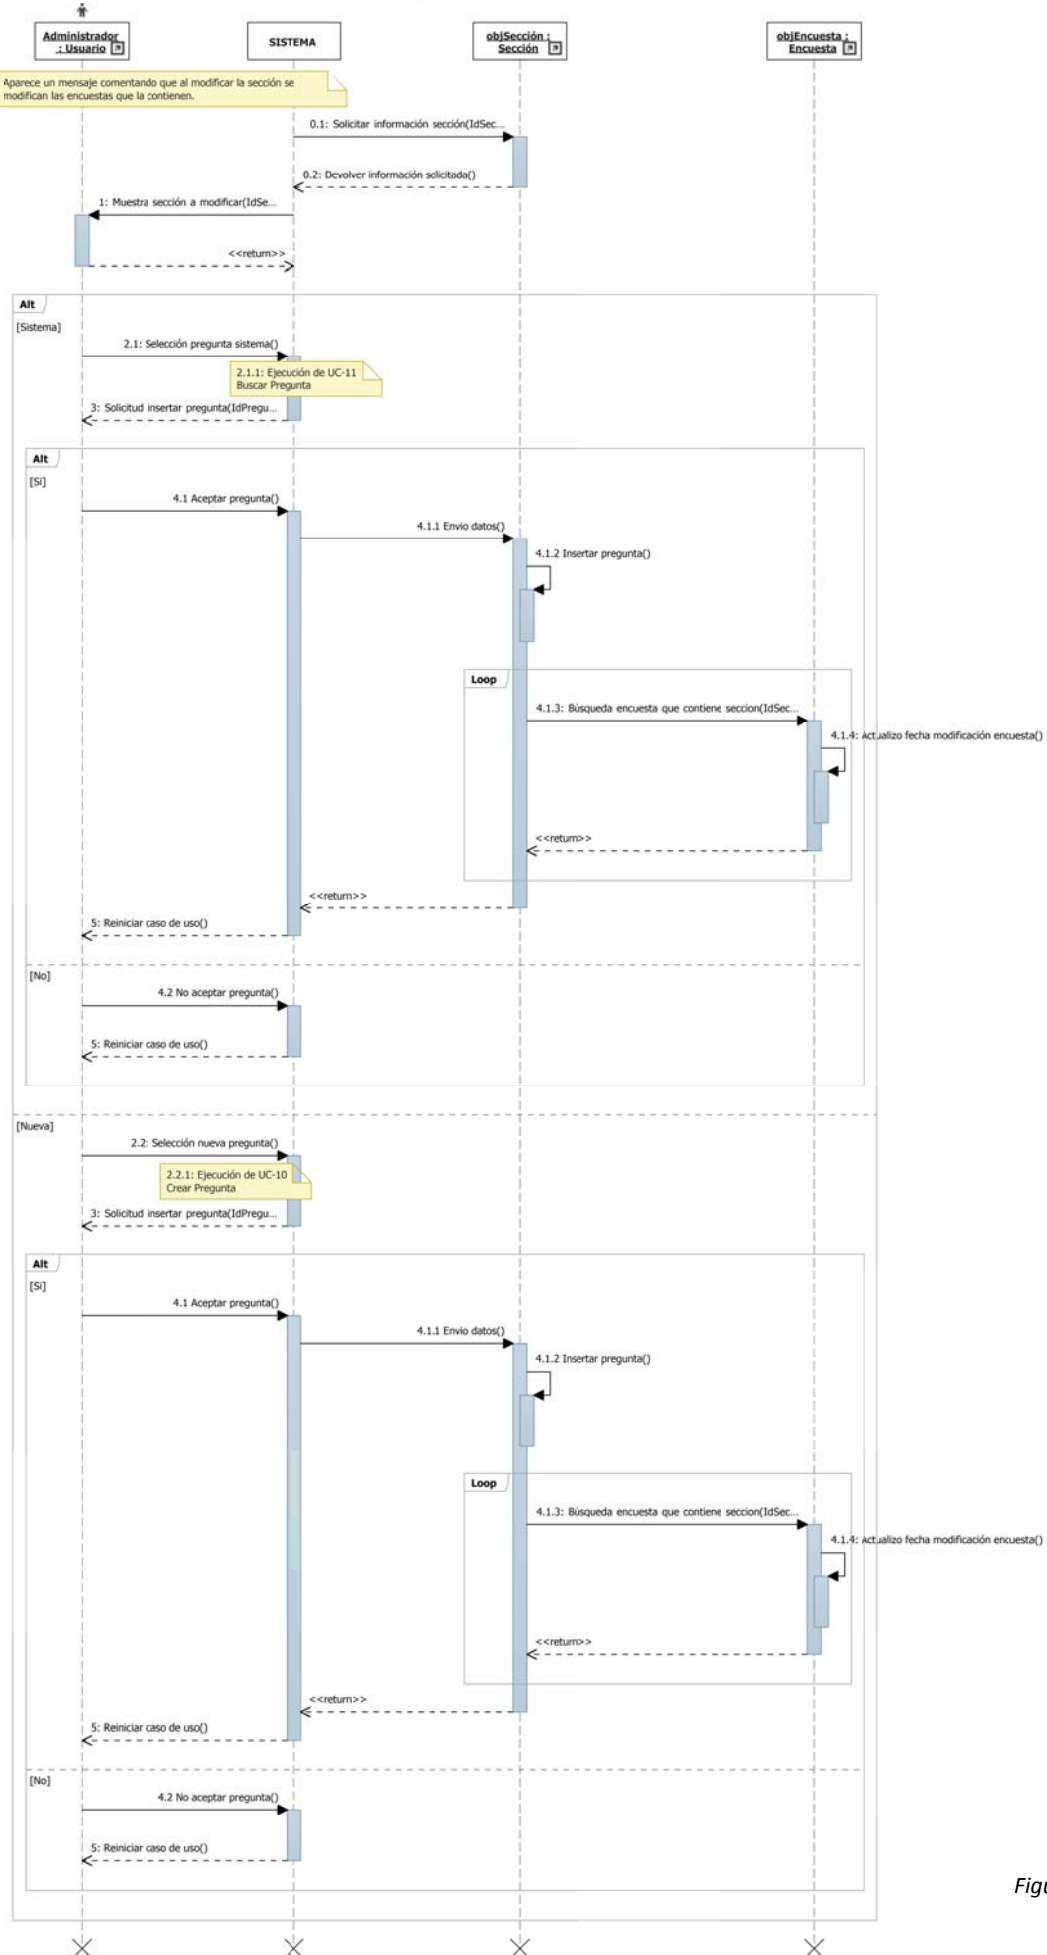 Administrador
: Usuario
SISTEMA
objSección :
Sección
objEncuesta :
Encuesta
Aparece un mensaje comentando que al modificar la sección se
modifican las encuestas que la contienen.
0.1: Solicitar información sección(IdSec...
0.2: Devolver información solicitada()
1: Muestra sección a modificar(IdSe...
<<return>>
Alt
[Sistema]
2.1: Selección pregunta sistema()
2.1.1: Ejecución de UC-11
Buscar Pregunta
3: Solicitud insertar pregunta(IdPregu...
Alt
[Si]
4.1 Aceptar pregunta()
4.1.1 Envio datos()
4.1.2 Insertar pregunta()
Loop
4.1.3: Búsqueda encuesta que contiene seccion(IdSec...
4.1.4: Actualizo fecha modificación encuesta()
<<return>>
<<return>>
5: Reiniciar caso de uso()
[No]
4.2 No aceptar pregunta()
5: Reiniciar caso de uso()
[Nueva]
2.2: Selección nueva pregunta()
2.2.1: Ejecución de UC-10
Crear Pregunta
3: Solicitud insertar pregunta(IdPregu...
Alt
[Si]
4.1 Aceptar pregunta()
4.1.1 Envio datos()
4.1.2 Insertar pregunta()
Loop
4.1.3: Búsqueda encuesta que contiene seccion(IdSec...
4.1.4: Actualizo fecha modificación encuesta()
<<return>>
<<return>>
5: Reiniciar caso de uso()
[No]
4.2 No aceptar pregunta()
5: Reiniciar caso de uso()